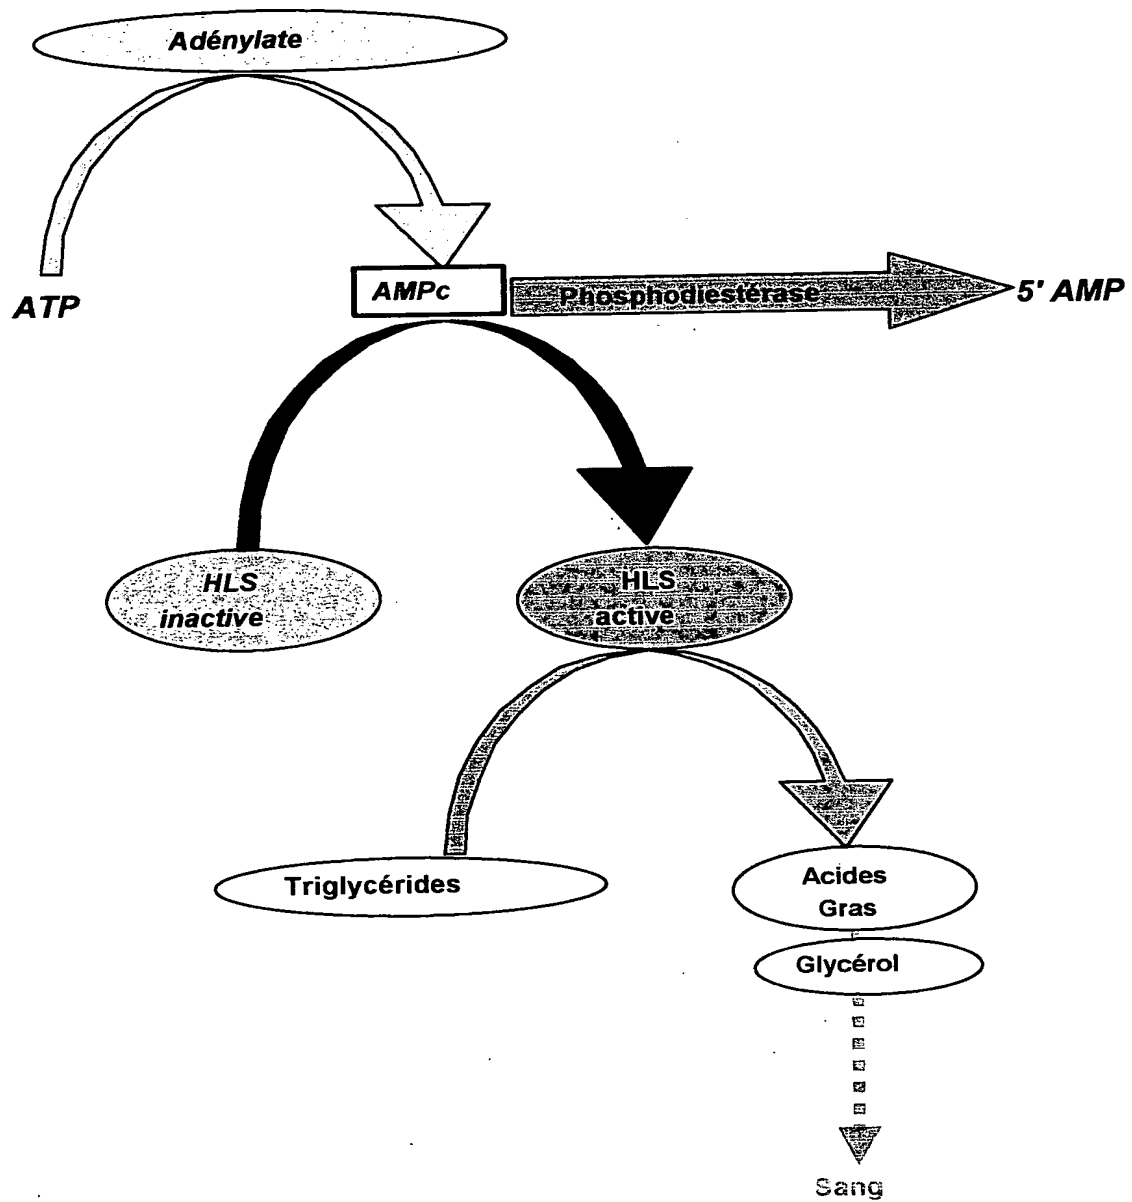 Adénylate
ATP
AMPc
Phosphodiestérase
5' AMP
HLS
inactive
HLS
active
Triglycérides
Acides
Gras
Glycérol
Sang